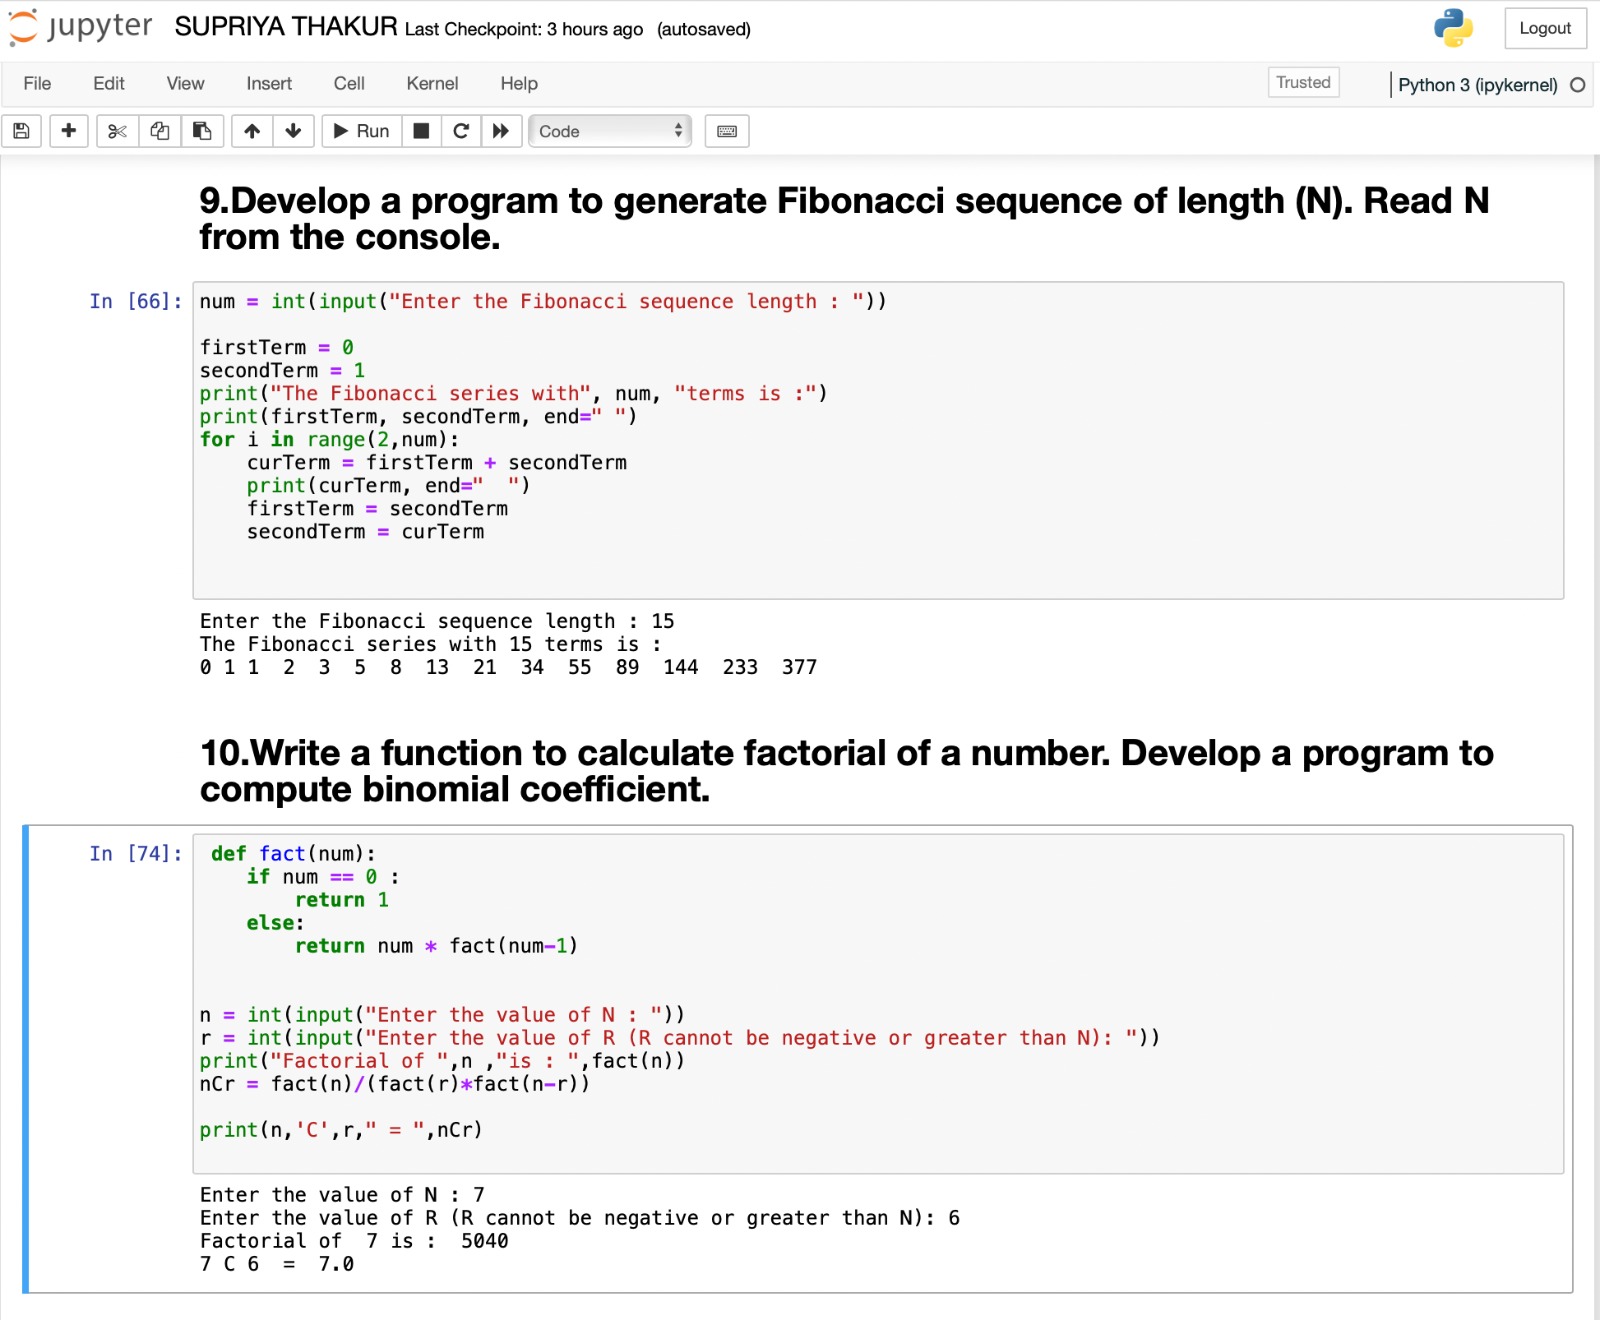 jupyter SUPRIYA THAKUR Last Checkpoint: 3 hours ago (autosaved)
Logout
File Edit View Insert Cell Kernel Help
Trusted
Python 3 (ipykernel)
Run
Code
9.Develop a program to generate Fibonacci sequence of length (N). Read N
from the console.
In [66]: num = int(input("Enter the Fibonacci sequence length : "))
firstTerm = 0
secondTerm = 1
print("The Fibonacci series with", num, "terms is :")
print(firstTerm, secondTerm, end=" ")
for i in range(2,num):
    curTerm = firstTerm + secondTerm
    print(curTerm, end="  ")
    firstTerm = secondTerm
    secondTerm = curTerm
Enter the Fibonacci sequence length : 15
The Fibonacci series with 15 terms is :
0 1 1  2  3  5  8  13  21  34  55  89  144  233  377
10.Write a function to calculate factorial of a number. Develop a program to
compute binomial coefficient.
In [74]: def fact(num):
    if num == 0 :
        return 1
    else:
        return num * fact(num-1)
n = int(input("Enter the value of N : "))
r = int(input("Enter the value of R (R cannot be negative or greater than N): "))
print("Factorial of ",n ,"is : ",fact(n))
nCr = fact(n)/(fact(r)*fact(n-r))
print(n,'C',r," = ",nCr)
Enter the value of N : 7
Enter the value of R (R cannot be negative or greater than N): 6
Factorial of  7 is :  5040
7 C 6  =  7.0